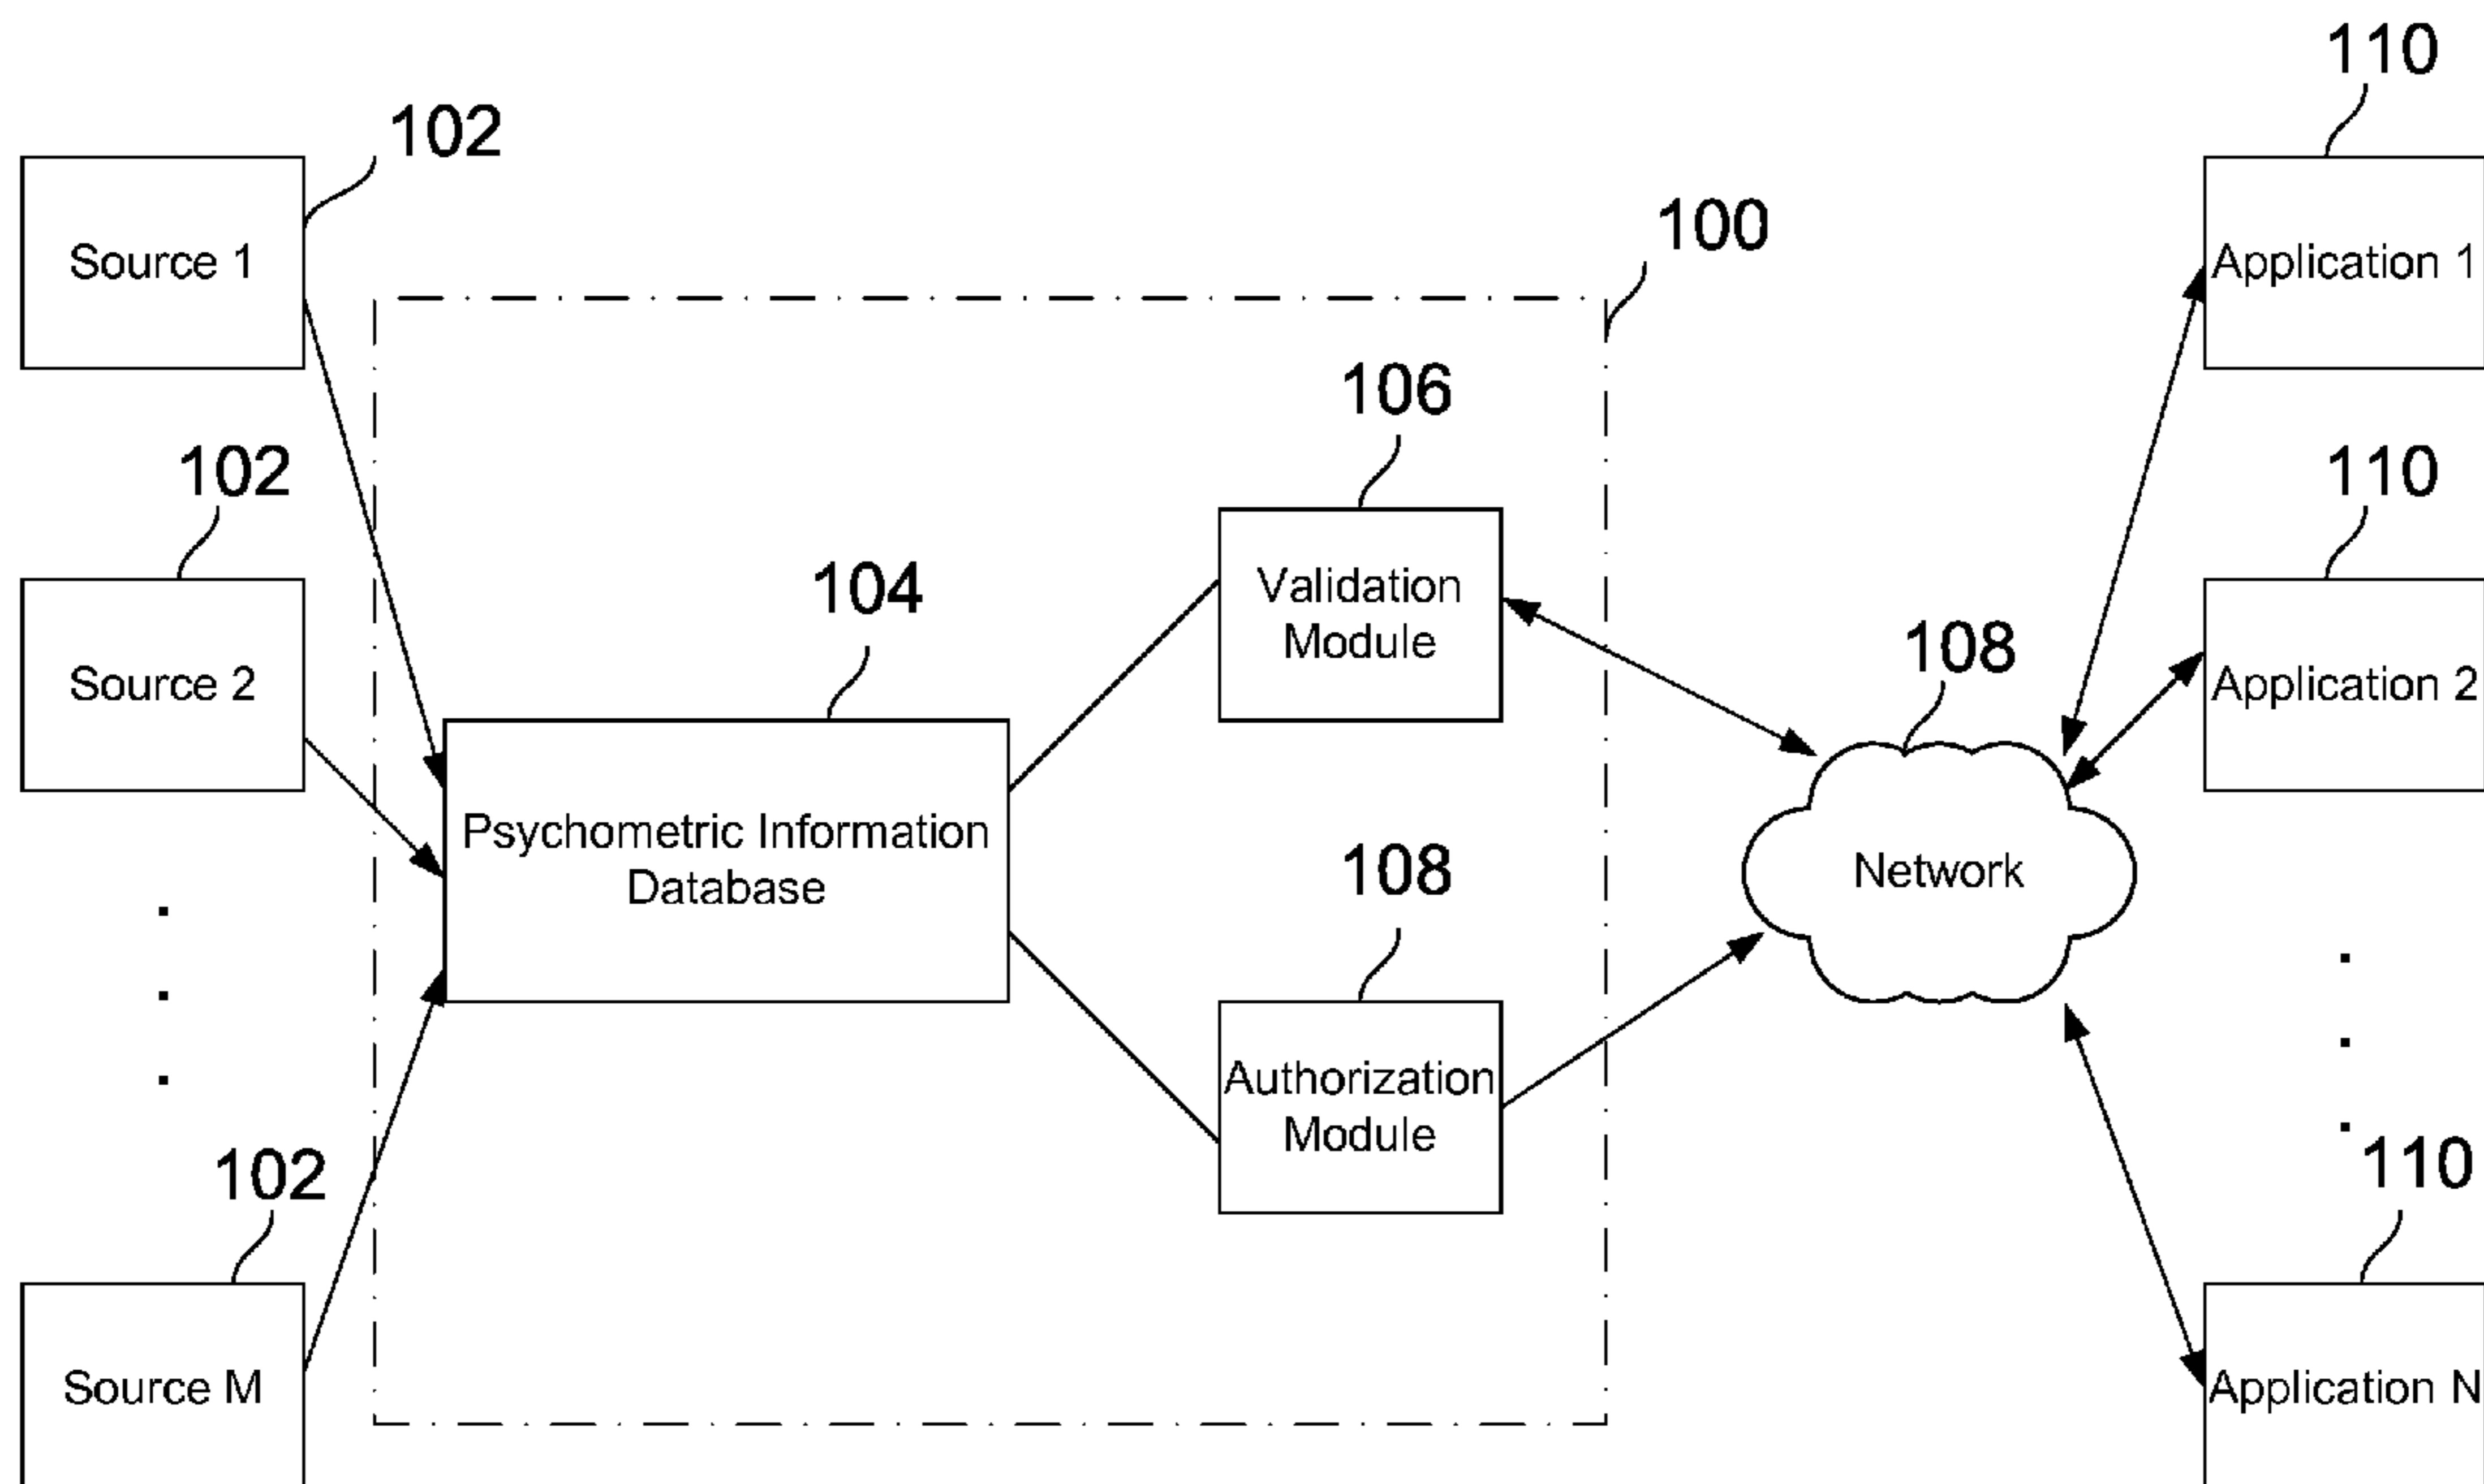 110
102
Source 1
100
Application 1
106
102
110
Validation
Module
104
108
Source 2
Application 2
Psychometric Information
Database
108
Network
Authorization
Module
102
110
Source M
Application N